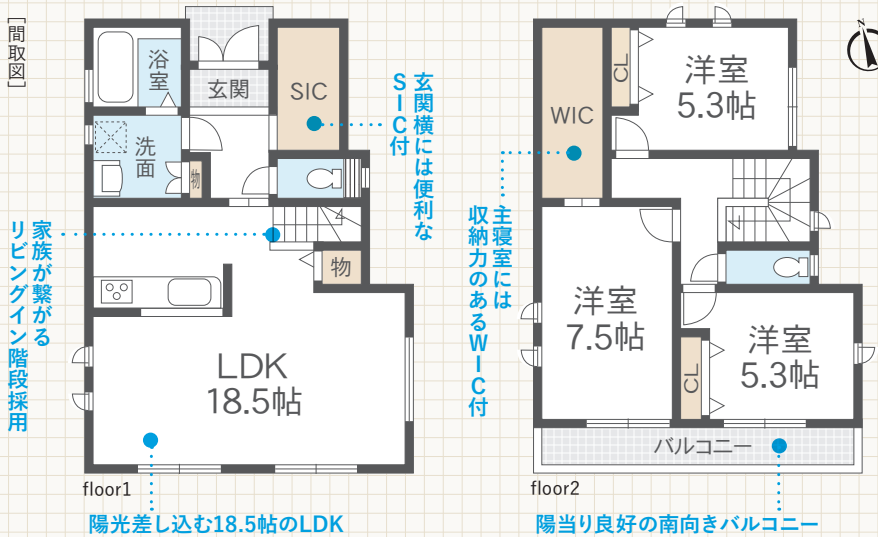 [間取図]
浴室
玄関
SIC
洗面
物
物
LDK
18.5帖
floor1
玄関横には便利な
SIC付
家族が繋がる
リビングイン階段採用
陽光差し込む18.5帖のLDK
N
WIC
CL
洋室
5.3帖
洋室
7.5帖
CL
洋室
5.3帖
バルコニー
floor2
主寝室には
収納力のあるWIC付
陽当り良好の南向きバルコニー